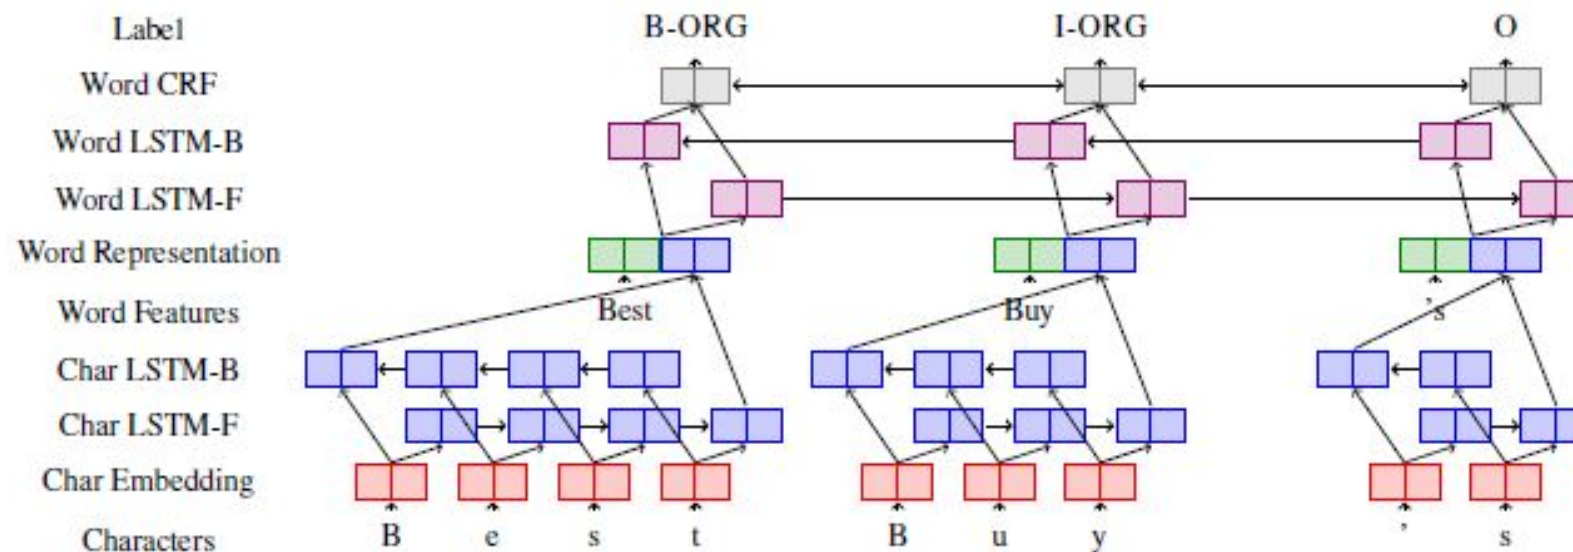 Label B-ORG I-ORG O
Word CRF
Word LSTM-B
Word LSTM-F
Word Representation
Word Features Best Buy 's
Char LSTM-B
Char LSTM-F
Char Embedding
Characters B e s t B u y ' s